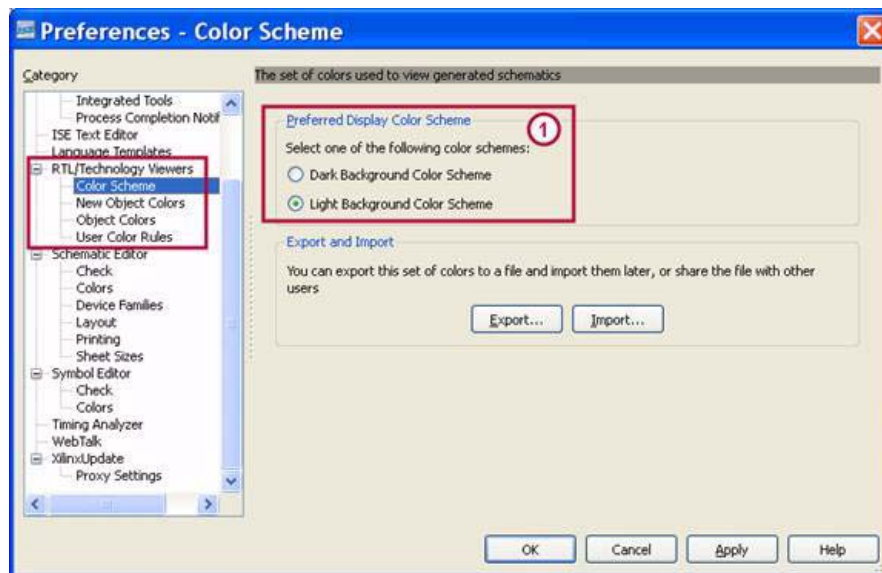 Preferences - Color Scheme
Category
Integrated Tools
Process Completion Notif
ISE Text Editor
Language Templates
RTL/Technology Viewers
Color Scheme
New Object Colors
Object Colors
User Color Rules
Schematic Editor
Check
Colors
Device Families
Layout
Printing
Sheet Sizes
Symbol Editor
Check
Colors
Timing Analyzer
WebTalk
XilinxUpdate
Proxy Settings
The set of colors used to view generated schematics
Preferred Display Color Scheme
1
Select one of the following color schemes:
Dark Background Color Scheme
Light Background Color Scheme
Export and Import
You can export this set of colors to a file and import them later, or share the file with other
users
Export... Import...
OK Cancel Apply Help